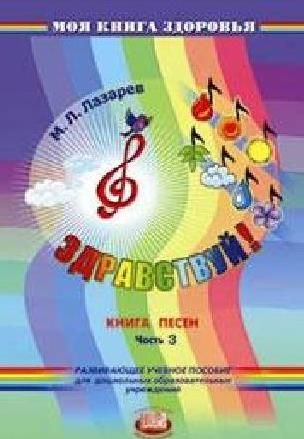 МОЯ КНИГА ЗДОРОВЬЯ
М. Л. Лазарев
ЗДРАВСТВУЙ!
КНИГА ПЕСЕН
Часть 3
РАЗВИВАЮЩЕЕ УЧЕБНОЕ ПОСОБИЕ
для дошкольных образовательных
учреждений